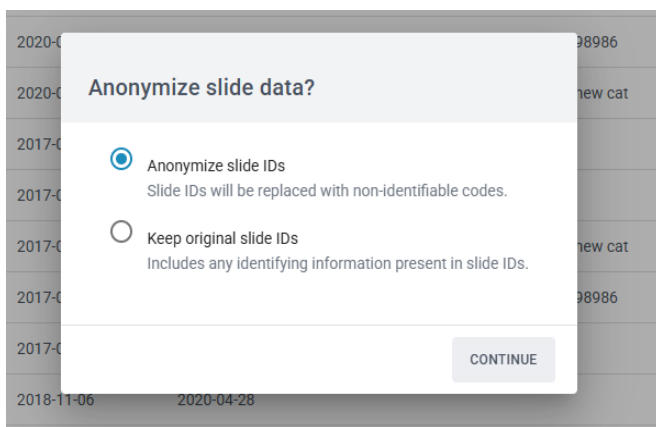 98986
Anonymize slide data?
new cat
Anonymize slide IDs
Slide IDs will be replaced with non-identifiable codes.
Keep original slide IDs
new cat
Includes any identifying information present in slide IDs.
98986
CONTINUE
2018-11-06 2020-04-28